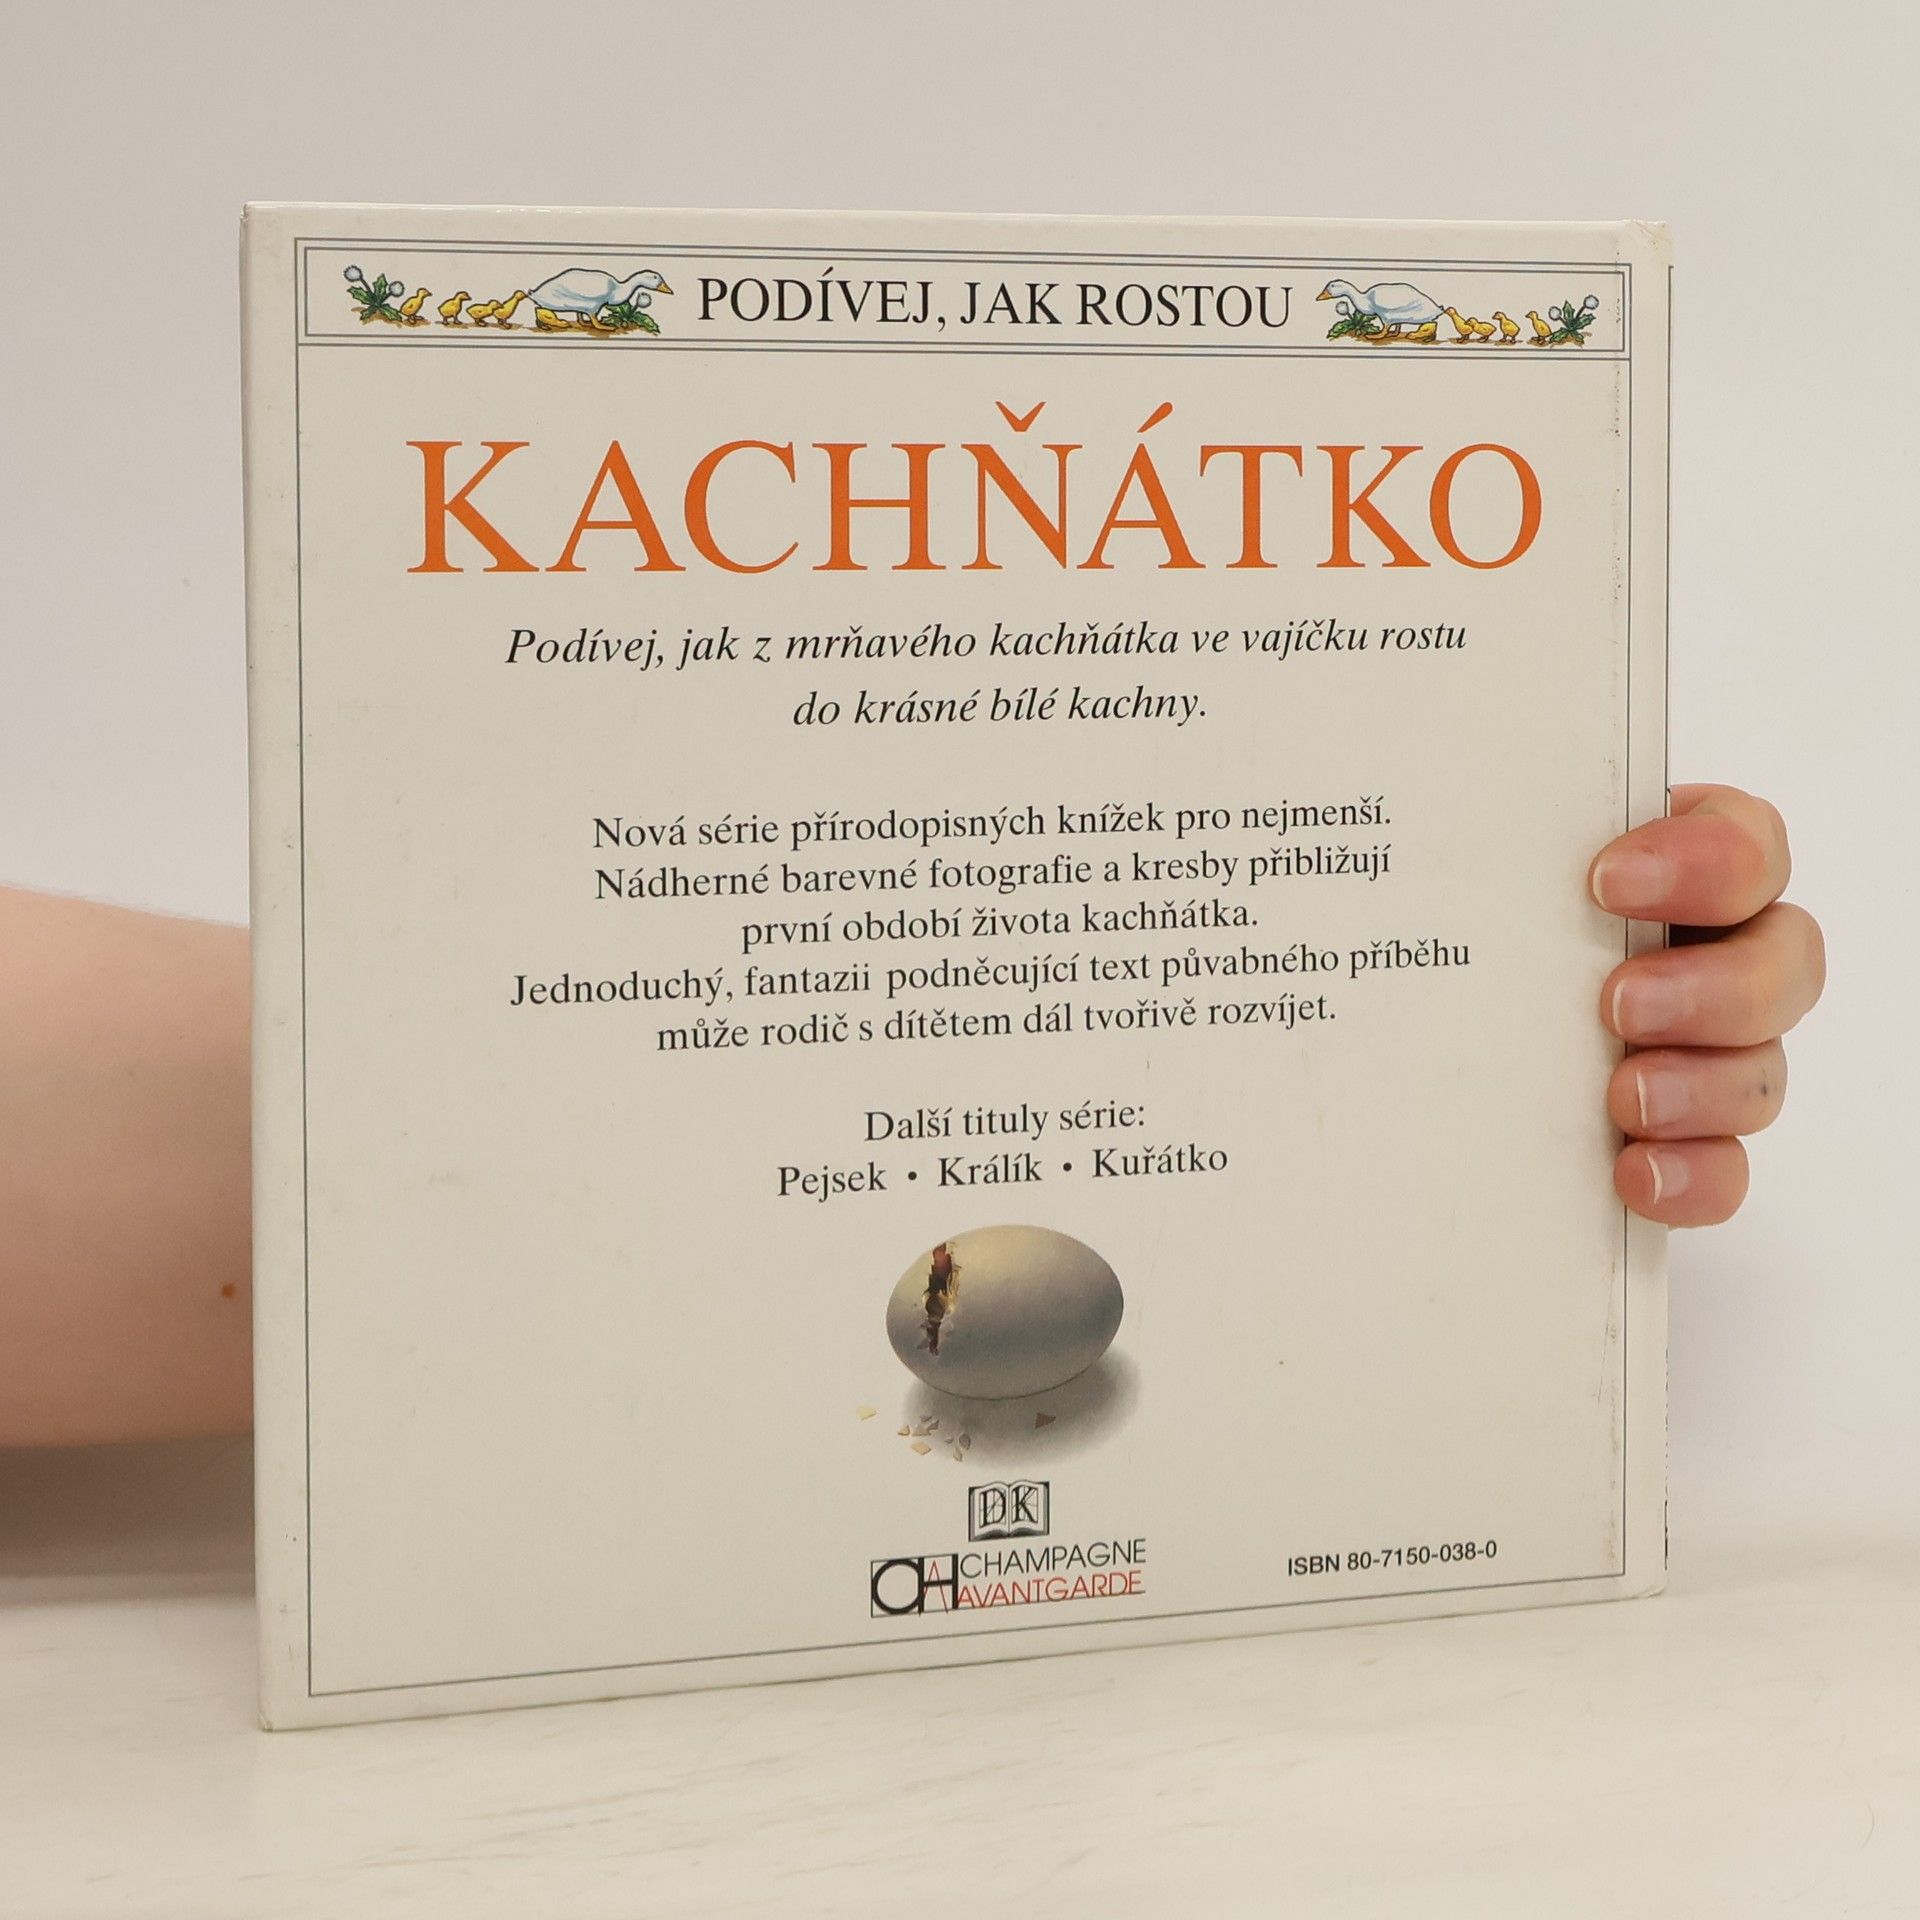 PODÍVEJ, JAK ROSTOU
KACHŇÁTKO
Podívej, jak z mrňavého kachňátka ve vajíčku rostu
do krásné bílé kachny.
Nová série přírodopisných knížek pro nejmenší.
Nádherné barevné fotografie a kresby přibližují
první období života kachňátka.
Jednoduchý, fantazii podněcující text půvabného příběhu
může rodič s dítětem dál tvořivě rozvíjet.
Další tituly série:
Pejsek • Králík • Kuřátko
DK
CHAMPAGNE
AVANTGARDE
ISBN 80-7150-038-0